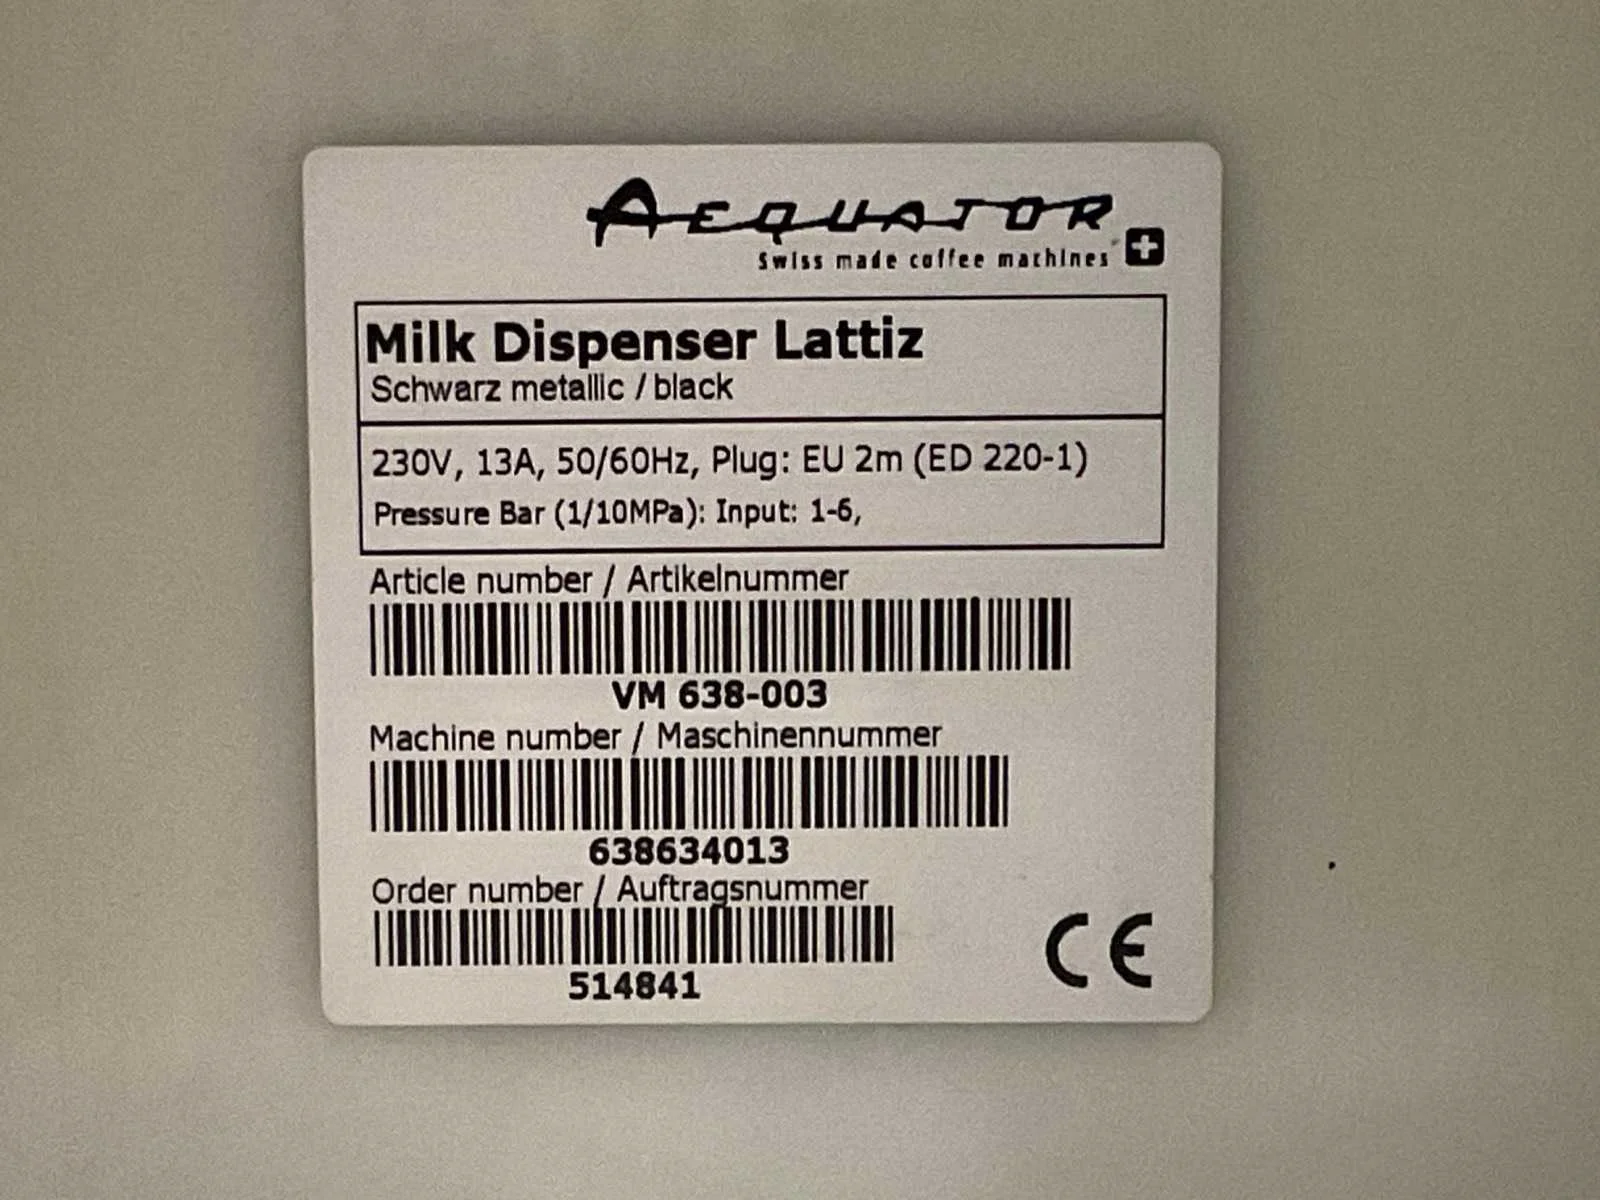 AEQUATOR
Swiss made coffee machines
Milk Dispenser Lattiz
Schwarz metallic / black
230V, 13A, 50/60Hz, Plug: EU 2m (ED 220-1)
Pressure Bar (1/10MPa): Input: 1-6,
Article number / Artikelnummer
VM 638-003
Machine number / Maschinennummer
638634013
Order number / Auftragsnummer
514841
CE